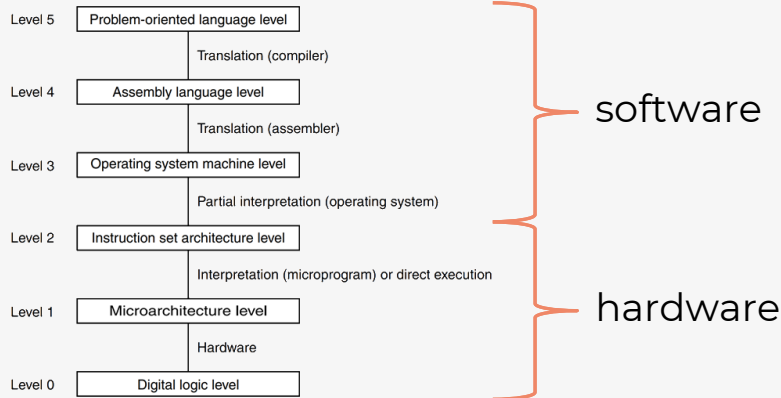 Level 5 Problem-oriented language level
Translation (compiler)
software
Level 4 Assembly language level
Translation (assembler)
Level 3 Operating system machine level
Partial interpretation (operating system)
Level 2 Instruction set architecture level
Interpretation (microprogram) or direct execution
hardware
Level 1 Microarchitecture level
Hardware
Level 0 Digital logic level